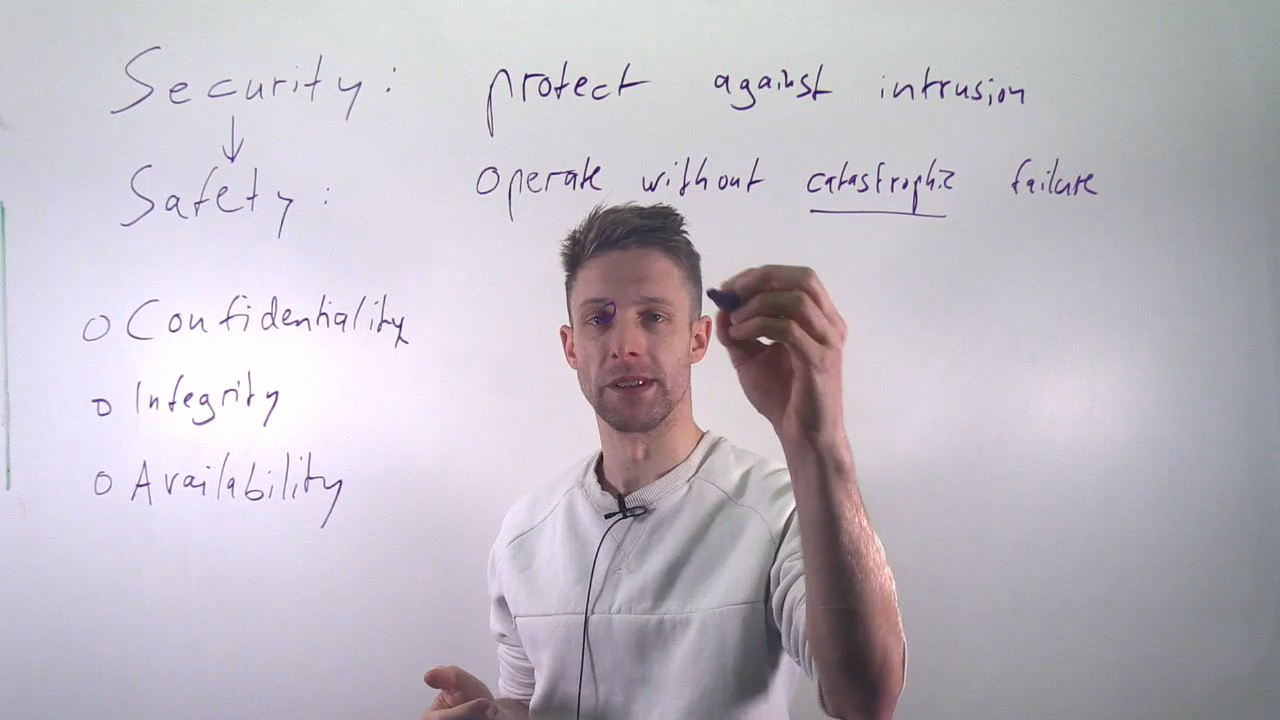 Security: protect against intrusion
↓
Safety: operate without catastrophic failure
o Confidentiality
o Integrity
o Availability